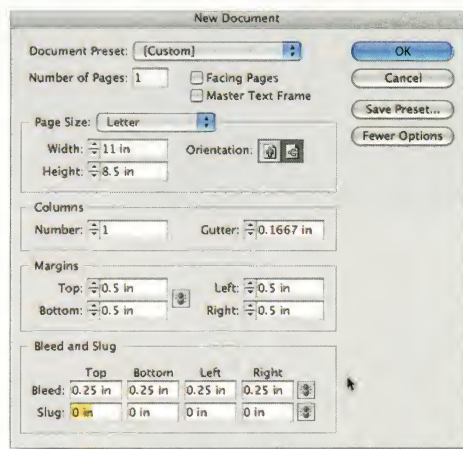 New Document
Document Preset: [Custom]
OK
Number of Pages: 1
Facing Pages
Cancel
Master Text Frame
Save Preset...
Page Size: Letter
Fewer Options
Width: 11 in
Orientation:
Height: 8.5 in
Columns
Number: 1
Gutter: 0.1667 in
Margins
Top: 0.5 in
Left: 0.5 in
Bottom: 0.5 in
Right: 0.5 in
Bleed and Slug
Top Bottom Left Right
Bleed: 0.25 in 0.25 in 0.25 in 0.25 in
Slug: 0 in 0 in 0 in 0 in